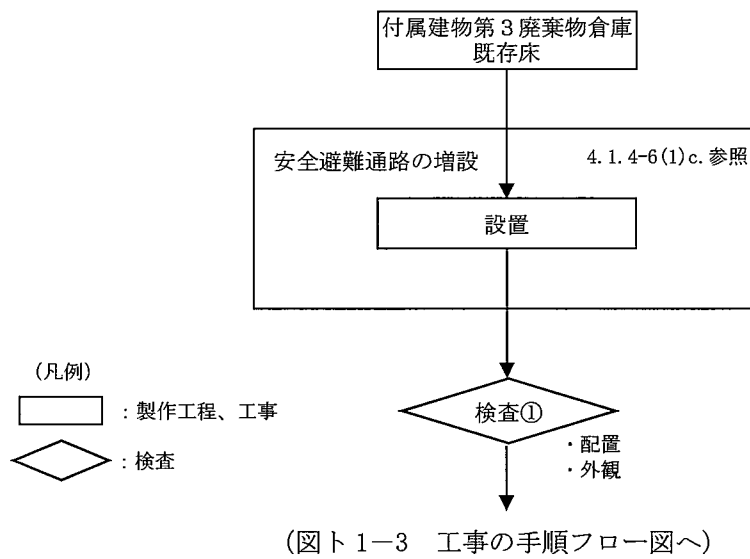 付属建物第3廃棄物倉庫
既存床
安全避難通路の増設
4.1.4-6(1)c.参照
設置
(凡例)
:製作工程、工事
:検査
検査①
・配置
・外観
(図ト1-3 工事の手順フロー図へ)